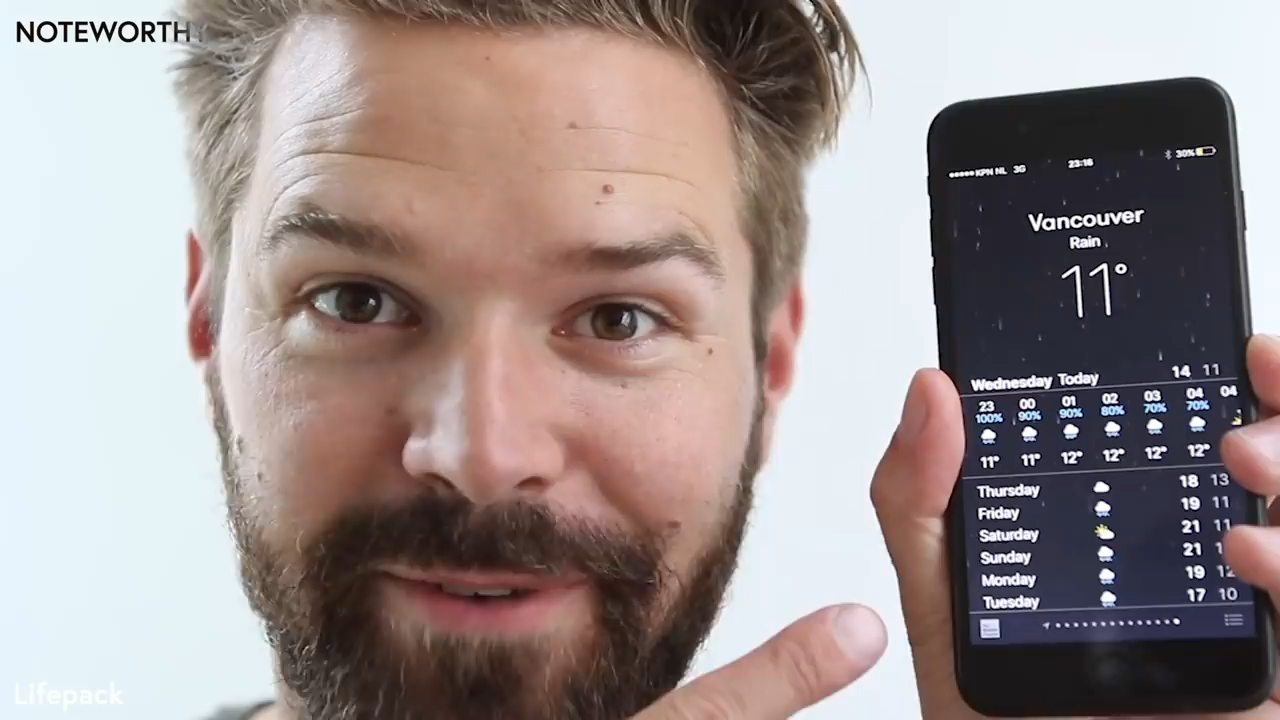 NOTEWORTHY
KPN NL 3G 23:16 30%
Vancouver
Rain
11°
Wednesday Today 14 11
23 00 01 02 03 04 04
100% 90% 90% 80% 70% 70%
11° 11° 12° 12° 12° 12°
Thursday 18 13
Friday 19 11
Saturday 21 11
Sunday 21
Monday 19 12
Tuesday 17 10
Lifepack